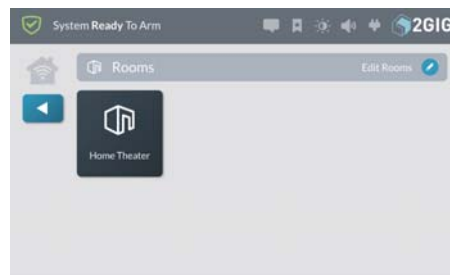 System Ready To Arm
2GIG
Rooms
Edit Rooms
Home Theater